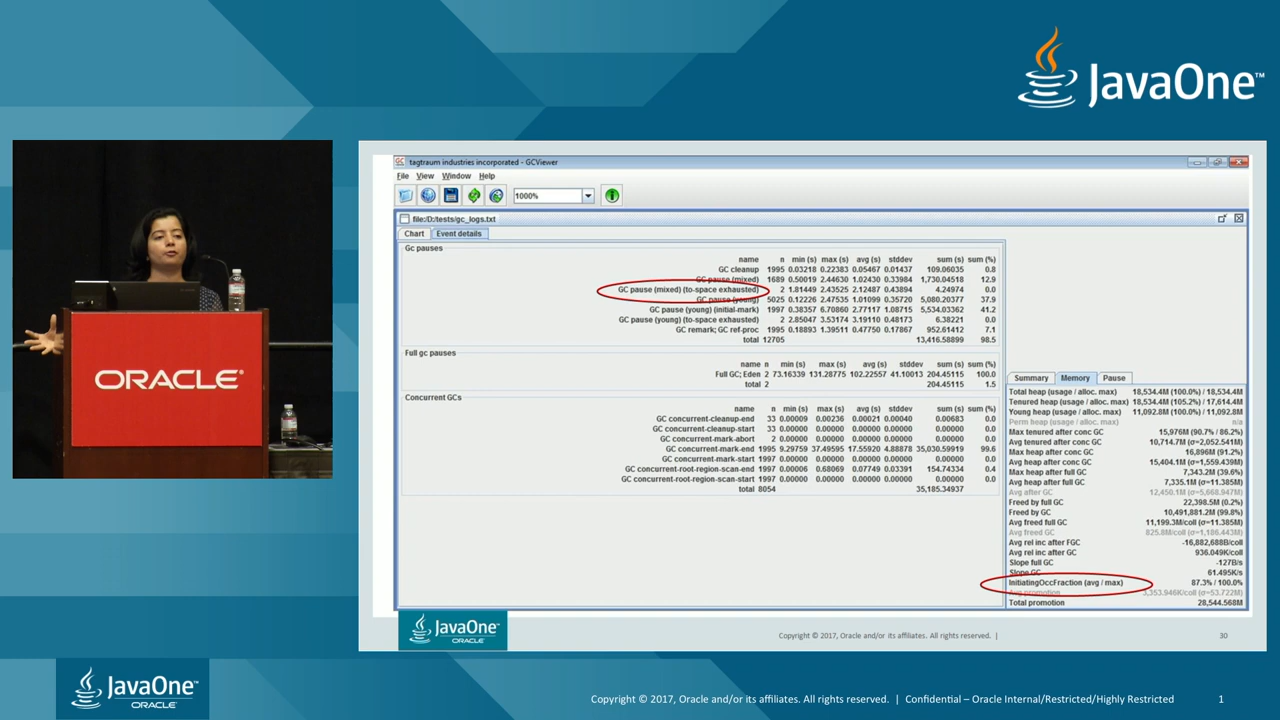 JavaOne™
ORACLE®
GC tagtraum industries incorporated - GCViewer
File View Window Help
1000%
file:/D:/tests/gc_logs.txt
Chart Event details
Gc pauses
name n min (s) max (s) avg (s) stddev sum (s) sum (%)
GC cleanup 1995 0.03218 0.22383 0.05467 0.01437 109.06035 0.8
GC pause (mixed) 1689 0.50019 2.44630 1.02430 0.33984 1,730.04518 12.9
GC pause (mixed) (to-space exhausted) 2 1.81449 2.43525 2.12487 0.43894 4.24974 0.0
GC pause (young) 5025 0.12226 2.47535 1.01099 0.35720 5,080.20377 37.9
GC pause (young) (initial-mark) 1997 0.38357 6.70860 2.77117 1.08715 5,534.03362 41.2
GC pause (young) (to-space exhausted) 2 2.85047 3.53174 3.19110 0.48173 6.38221 0.0
GC remark; GC ref-proc 1995 0.18893 1.39511 0.47750 0.17867 952.61412 7.1
total 12705 13,416.58899 98.5
Full gc pauses
name n min (s) max (s) avg (s) stddev sum (s) sum (%)
Full GC; Eden 2 73.16339 131.28775 102.22557 41.10013 204.45115 100.0
total 2 204.45115 1.5
Concurrent GCs
name n min (s) max (s) avg (s) stddev sum (s) sum (%)
GC concurrent-cleanup-end 33 0.00009 0.00236 0.00021 0.00040 0.00683 0.0
GC concurrent-cleanup-start 33 0.00000 0.00000 0.00000 0.00000 0.00000 0.0
GC concurrent-mark-abort 2 0.00000 0.00000 0.00000 0.00000 0.00000 0.0
GC concurrent-mark-end 1995 9.29759 37.49595 17.55920 4.88878 35,030.59919 99.6
GC concurrent-mark-start 1997 0.00000 0.00000 0.00000 0.00000 0.00000 0.0
GC concurrent-root-region-scan-end 1997 0.00006 0.68069 0.07749 0.03391 154.74334 0.4
GC concurrent-root-region-scan-start 1997 0.00000 0.00000 0.00000 0.00000 0.00000 0.0
total 8054 35,185.34937
Summary Memory Pause
Total heap (usage / alloc. max) 18,534.4M (100.0%) / 18,534.4M
Tenured heap (usage / alloc. max) 18,534.4M (105.2%) / 17,614.4M
Young heap (usage / alloc. max) 11,092.8M (100.0%) / 11,092.8M
Perm heap (usage / alloc. max) n/a
Max tenured after conc GC 15,976M (90.7% / 86.2%)
Avg tenured after conc GC 10,714.7M (σ=2,052.541M)
Max heap after conc GC 16,896M (91.2%)
Avg heap after conc GC 15,404.1M (σ=1,559.439M)
Max heap after full GC 7,343.2M (39.6%)
Avg heap after full GC 7,335.1M (σ=11.385M)
Avg after GC 12,450.1M (σ=5,668.947M)
Freed by full GC 22,398.5M (0.2%)
Freed by GC 10,491,881.2M (99.8%)
Avg freed full GC 11,199.3M/coll (σ=11.385M)
Avg freed GC 825.8M/coll (σ=1,186.443M)
Avg rel inc after FGC -16,882,688B/coll
Avg rel inc after GC 936.049K/coll
Slope full GC -127B/s
Slope GC 61.495K/s
InitiatingOccFraction (avg / max) 87.3% / 100.0%
Avg promotion 3,353.946K/coll (σ=53.722M)
Total promotion 28,544.568M
JavaOne™
ORACLE
Copyright © 2017, Oracle and/or its affiliates. All rights reserved. | 30
JavaOne™
ORACLE®
Copyright © 2017, Oracle and/or its affiliates. All rights reserved. | Confidential – Oracle Internal/Restricted/Highly Restricted 1